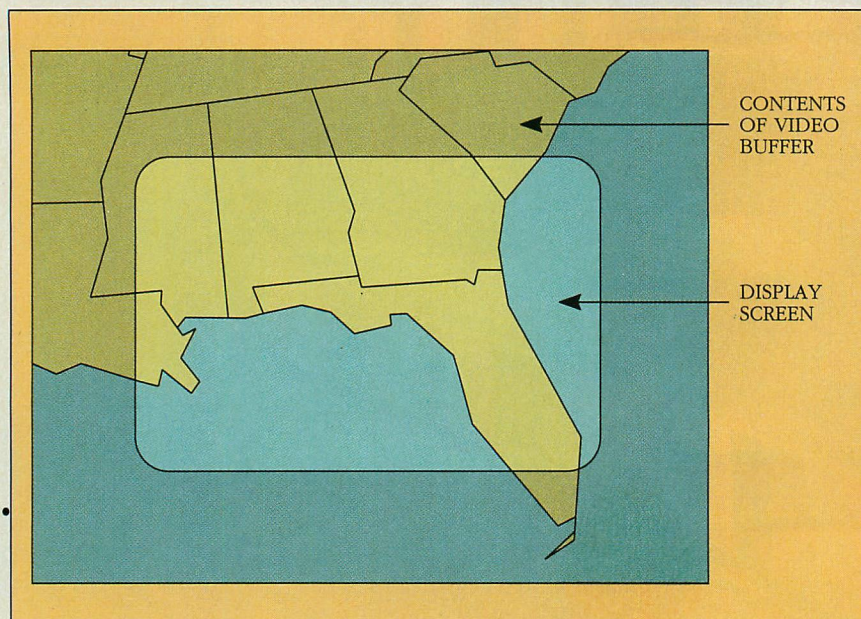 CONTENTS
OF VIDEO
BUFFER
DISPLAY
SCREEN